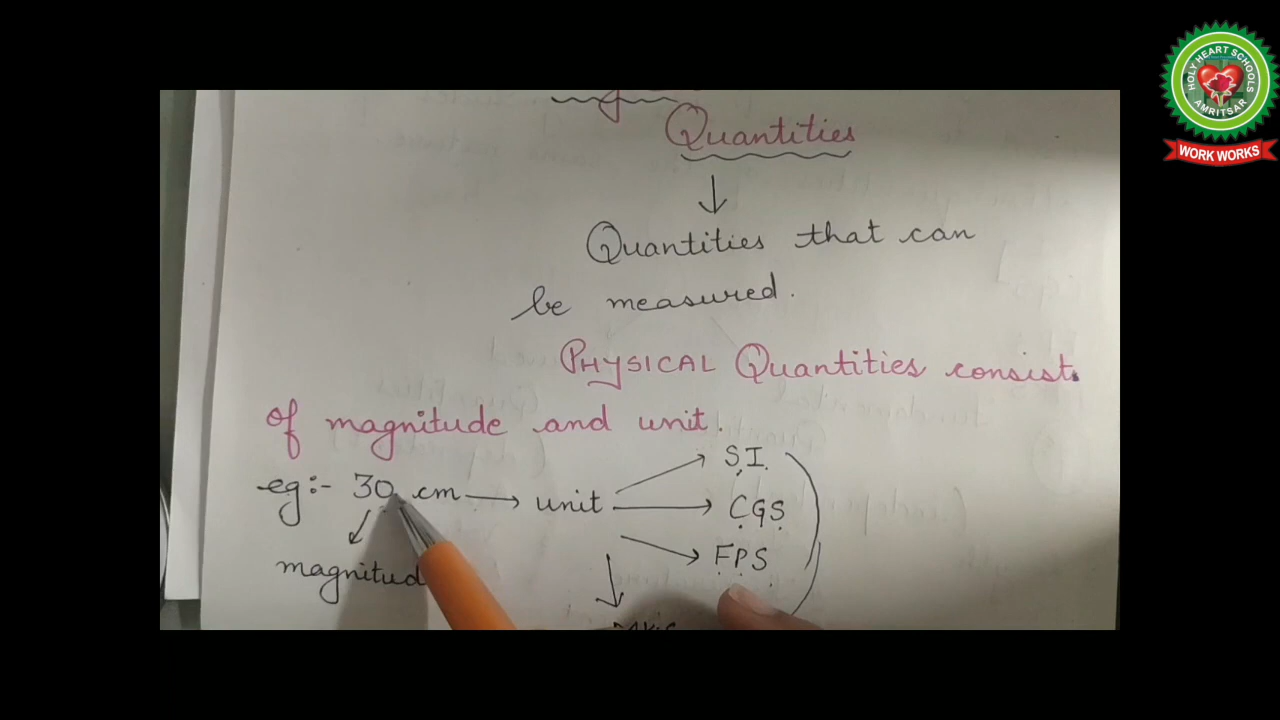 Quantities
Quantities that can
be measured.
PHYSICAL Quantities consist
of magnitude and unit.
eg:- 30 cm → unit → SI
CGS
FPS
magnitud
HOLY HEART SCHOOLS
AMRITSAR
WORK WORKS